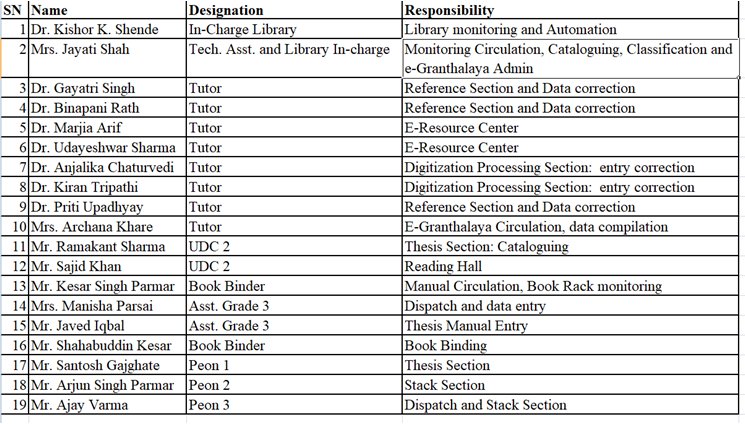 SN Name Designation Responsibility
1 Dr. Kishor K. Shende In-Charge Library Library monitoring and Automation
2 Mrs. Jayati Shah Tech. Asst. and Library In-charge Monitoring Circulation, Cataloguing, Classification and
e-Granthalaya Admin
3 Dr. Gayatri Singh Tutor Reference Section and Data correction
4 Dr. Binapani Rath Tutor Reference Section and Data correction
5 Dr. Marjia Arif Tutor E-Resource Center
6 Dr. Udayeshwar Sharma Tutor E-Resource Center
7 Dr. Anjalika Chaturvedi Tutor Digitization Processing Section:  entry correction
8 Dr. Kiran Tripathi Tutor Digitization Processing Section:  entry correction
9 Dr. Priti Upadhyay Tutor Reference Section and Data correction
10 Mrs. Archana Khare Tutor E-Granthalaya Circulation, data compilation
11 Mr. Ramakant Sharma UDC 2 Thesis Section: Cataloguing
12 Mr. Sajid Khan UDC 2 Reading Hall
13 Mr. Kesar Singh Parmar Book Binder Manual Circulation, Book Rack monitoring
14 Mrs. Manisha Parsai Asst. Grade 3 Dispatch and data entry
15 Mr. Javed Iqbal Asst. Grade 3 Thesis Manual Entry
16 Mr. Shahabuddin Kesar Book Binder Book Binding
17 Mr. Santosh Gajghate Peon 1 Thesis Section
18 Mr. Arjun Singh Parmar Peon 2 Stack Section
19 Mr. Ajay Varma Peon 3 Dispatch and Stack Section